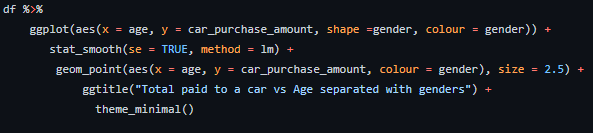 df %>%
ggplot(aes(x = age, y = car_purchase_amount, shape =gender, colour = gender)) +
stat_smooth(se = TRUE, method = lm) +
geom_point(aes(x = age, y = car_purchase_amount, colour = gender), size = 2.5) +
ggtitle("Total paid to a car vs Age separated with genders") +
theme_minimal()